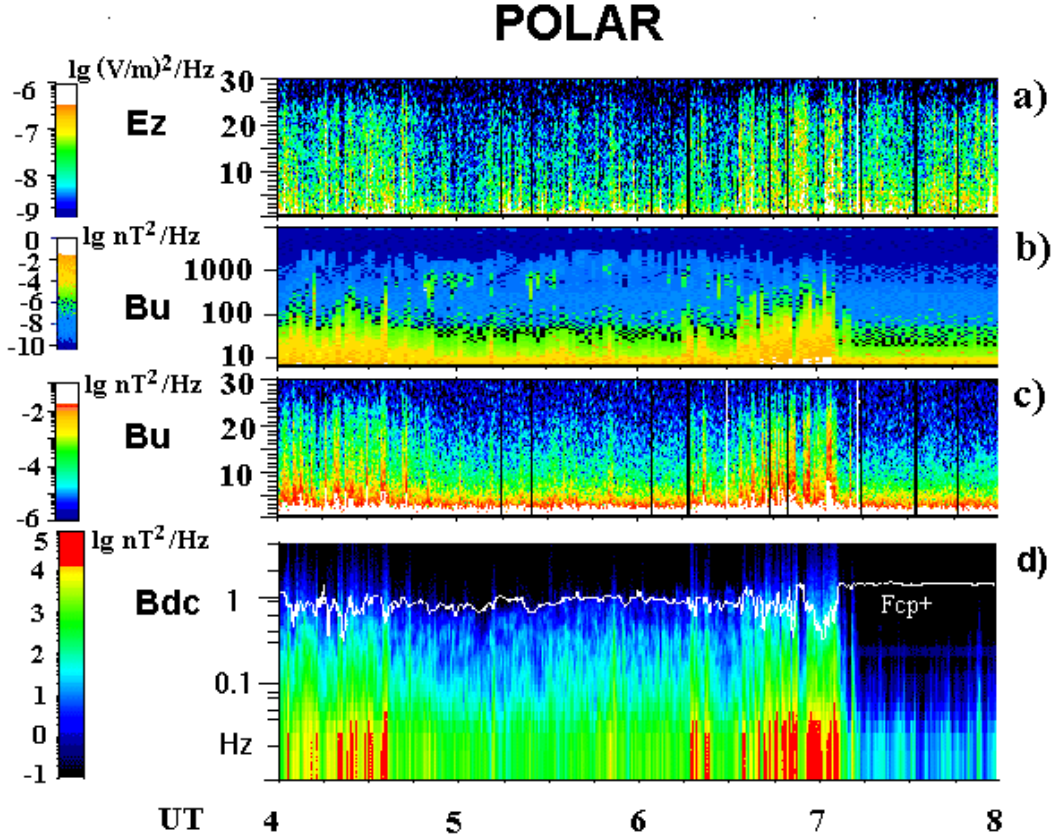 POLAR
lg (V/m)2/Hz
-6
-7
-8
-9
Ez
30
20
10
a)
lg nT2/Hz
0
-2
-4
-6
-8
-10
Bu
1000
100
10
b)
lg nT2/Hz
-2
-4
-6
Bu
30
20
10
c)
lg nT2/Hz
5
4
3
2
1
0
-1
Bdc
1
0.1
Hz
Fcp+
d)
UT 4 5 6 7 8